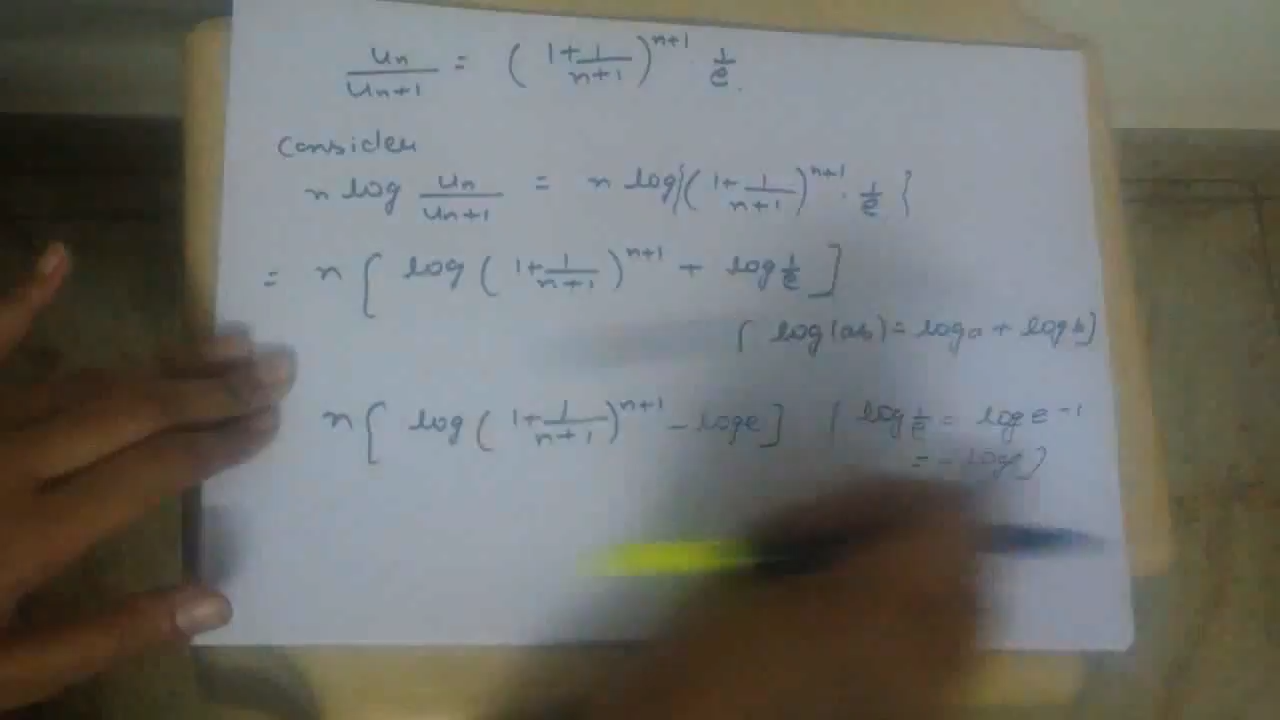 un/un+1 = (1+1/n+1)^n+1 1/e.
Consider
n log un/un+1 = n log{(1+1/n+1)^n+1 . 1/e}
= n[ log(1+1/n+1)^n+1 + log 1/e ]
[ log(ab) = log a + log b]
n[ log(1+1/n+1)^n+1 - log e ] [ log 1/e = log e^-1
= - log e]